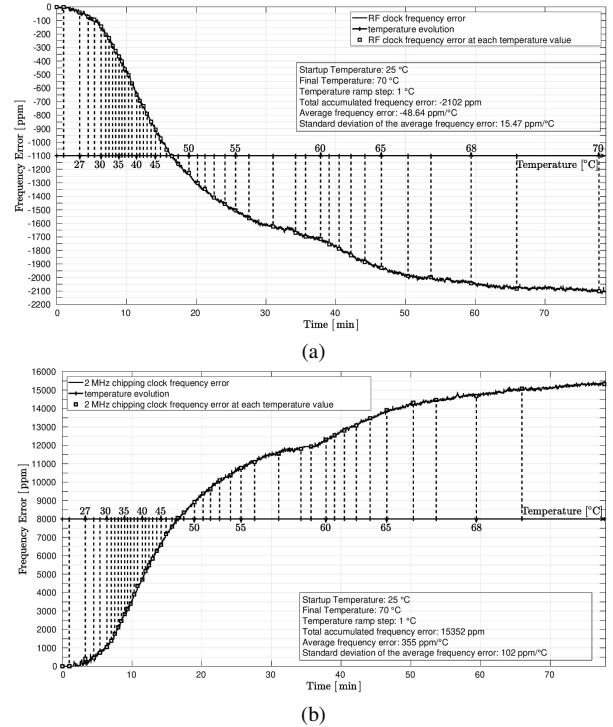 0
-100
-200
-300
-400
-500
-600
-700
-800
-900
-1000
-1100
-1200
-1300
-1400
-1500
-1600
-1700
-1800
-1900
-2000
-2100
-2200
Frequency Error [ppm]
RF clock frequency error
temperature evolution
RF clock frequency error at each temperature value
Startup Temperature: 25 °C
Final Temperature: 70 °C
Temperature ramp step: 1 °C
Total accumulated frequency error: -2102 ppm
Average frequency error: -48.64 ppm/°C
Standard deviation of the average frequency error: 15.47 ppm/°C
50 55 60 65 68 70
27 30 35 40 45 Temperature [°C]
0 10 20 30 40 50 60 70
Time [min]
(a)
16000
15000
14000
13000
12000
11000
10000
9000
8000
7000
6000
5000
4000
3000
2000
1000
0
Frequency Error [ppm]
2 MHz chipping clock frequency error
temperature evolution
2 MHz chipping clock frequency error at each temperature value
27 30 35 40 45 Temperature [°C]
50 55 60 65 68
Startup Temperature: 25 °C
Final Temperature: 70 °C
Temperature ramp step: 1 °C
Total accumulated frequency error: 15352 ppm
Average frequency error: 355 ppm/°C
Standard deviation of the average frequency error: 102 ppm/°C
0 10 20 30 40 50 60 70
Time [min]
(b)